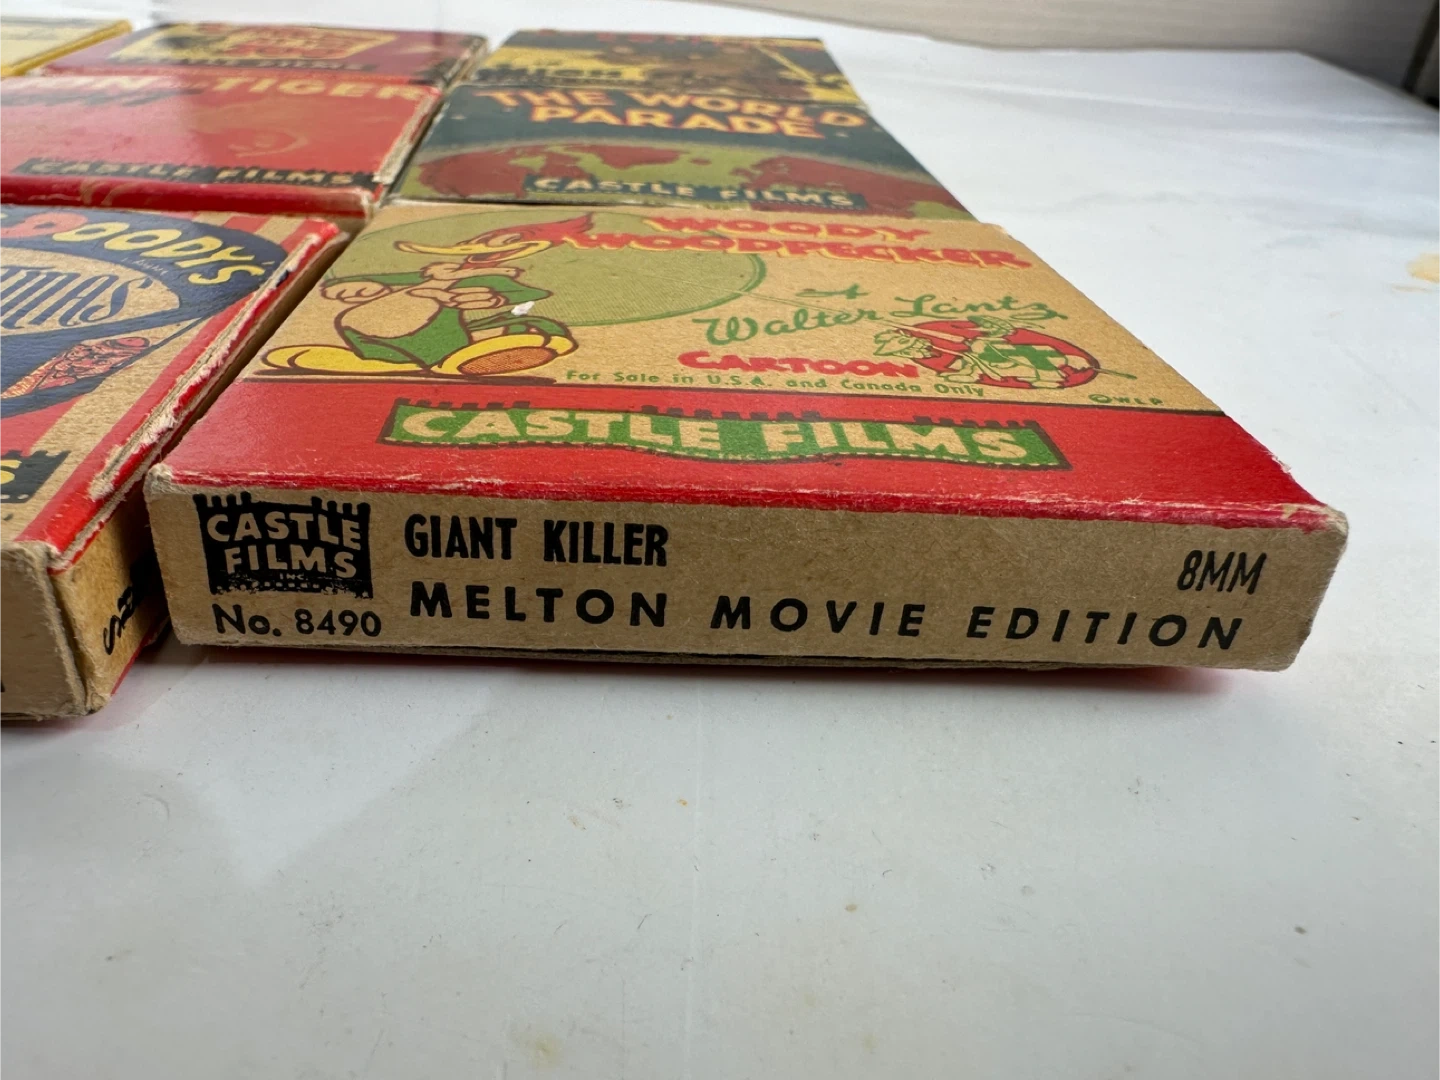 TIGER
CASTLE FILMS
THE WORLD
PARADE
CASTLE FILMS
DOODY'S
WOODY
WOODPECKER
A
Walter Lantz
CARTOON
For Sale in U.S.A. and Canada Only
©W.L.P.
CASTLE FILMS
CASTLE
FILMS
INC.
No. 8490
GIANT KILLER
8MM
MELTON MOVIE EDITION